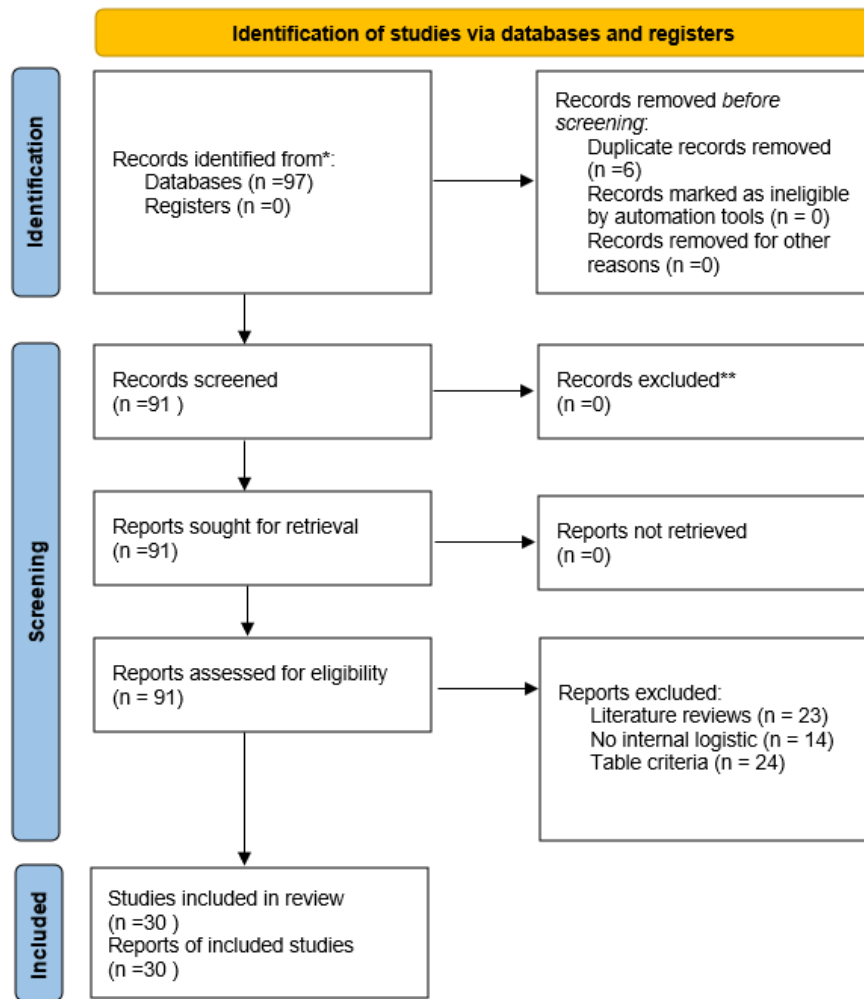 Identification of studies via databases and registers
Identification
Records identified from*:
Databases (n =97)
Registers (n =0)
Records removed before
screening:
Duplicate records removed
(n =6)
Records marked as ineligible
by automation tools (n = 0)
Records removed for other
reasons (n =0)
Screening
Records screened
(n =91 )
Records excluded**
(n =0)
Reports sought for retrieval
(n =91)
Reports not retrieved
(n =0)
Reports assessed for eligibility
(n = 91)
Reports excluded:
Literature reviews (n = 23)
No internal logistic (n = 14)
Table criteria (n = 24)
Included
Studies included in review
(n =30 )
Reports of included studies
(n =30 )